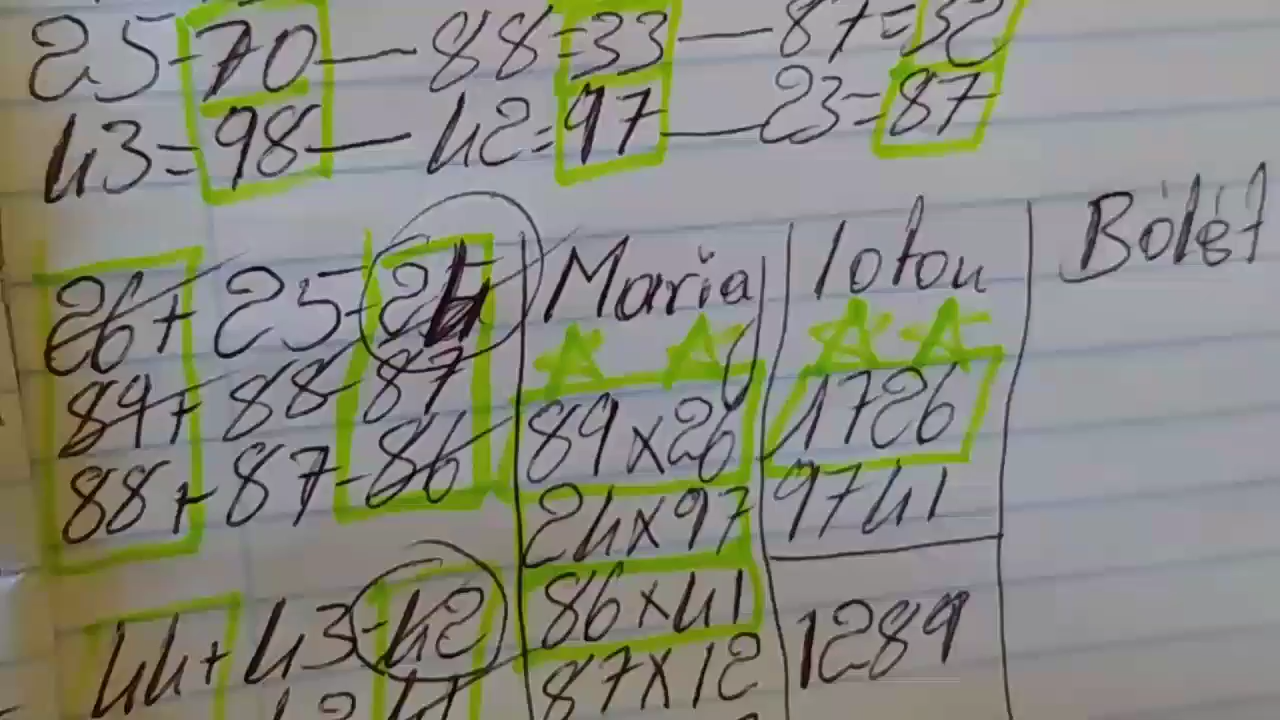 25-70—88=33—87=32
43=98—42=97—23=87
26+25-24 Maria lotou Bòlèt
89+88-87 89x26 1726
88+87-86 24x97 9741
44+43-42 86x41 1289
87x12